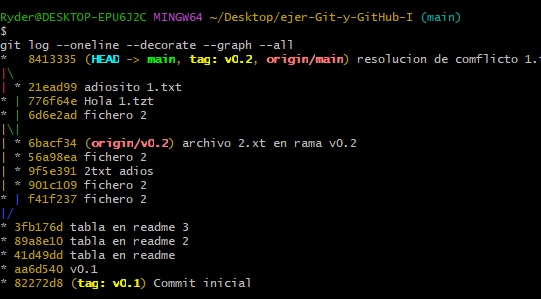 Ryder@DESKTOP-EPU6J2C MINGW64 ~/Desktop/ejer-Git-y-GitHub-I (main)
$
git log --oneline --decorate --graph --all
*   8413335 (HEAD -> main, tag: v0.2, origin/main) resolucion de conflicto 1.
|\
| * 21ead99 adiosito 1.txt
* | 776f64e Hola 1.tzt
* | 6d6e2ad fichero 2
|\|
| * 6bacf34 (origin/v0.2) archivo 2.xt en rama v0.2
| * 56a98ea fichero 2
| * 9f5e391 2txt adios
| * 901c109 fichero 2
* | f41f237 fichero 2
|/
* 3fb176d tabla en readme 3
* 89a8e10 tabla en readme 2
* 41d49dd tabla en readme
* aa6d540 v0.1
* 82272d8 (tag: v0.1) Commit inicial